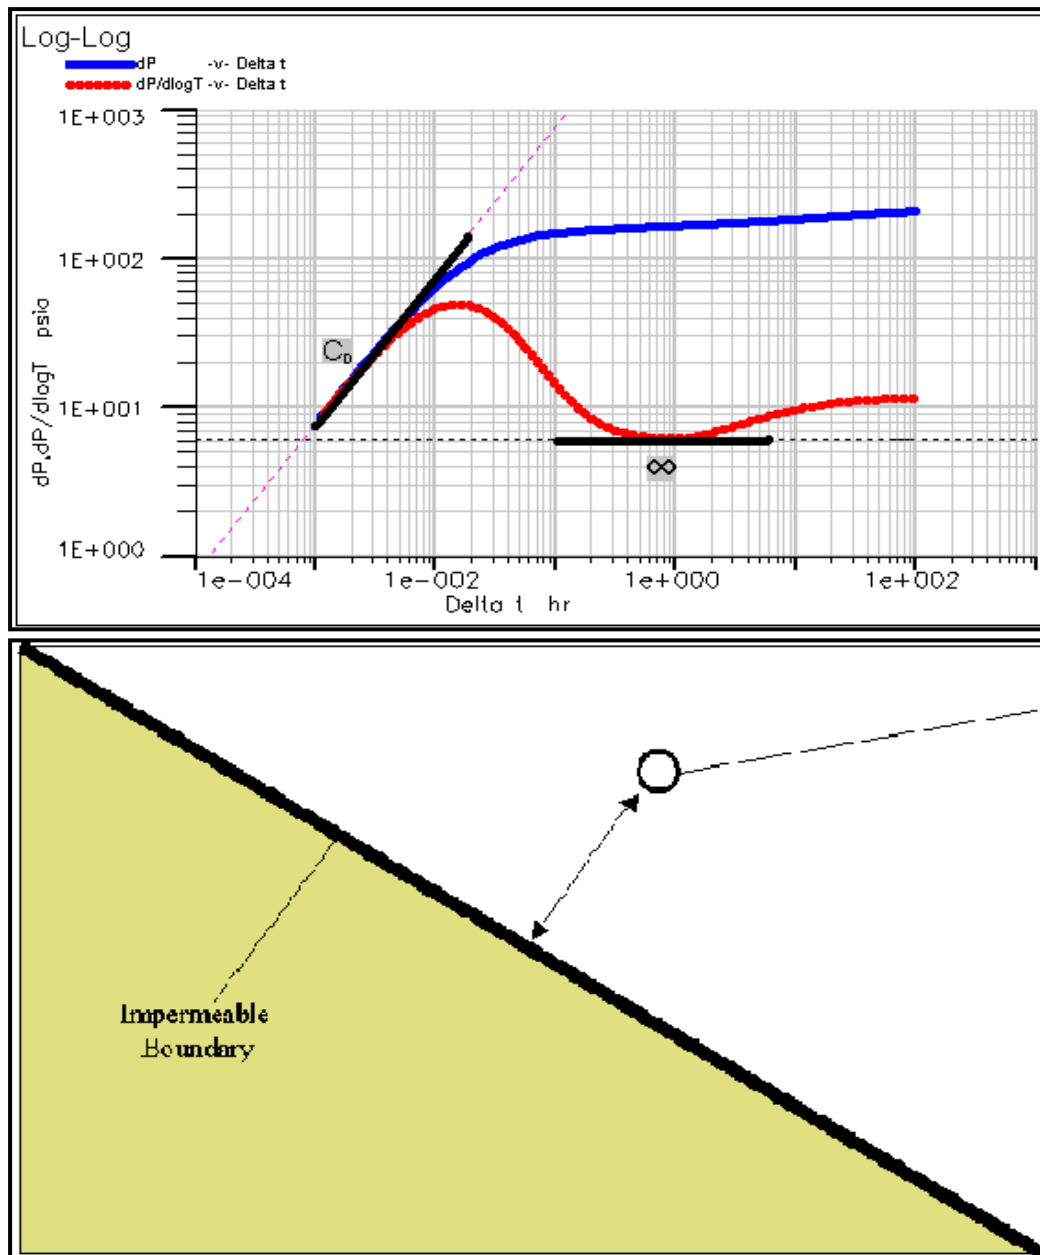 Log-Log
dP -v- Delta t
dP/dlogT -v- Delta t
1E+003
1E+002
1E+001
1E+000
dP,dP/dlogT psia
C_D
∞
1e-004 1e-002 1e+000 1e+002
Delta t hr
Impermeable
Boundary